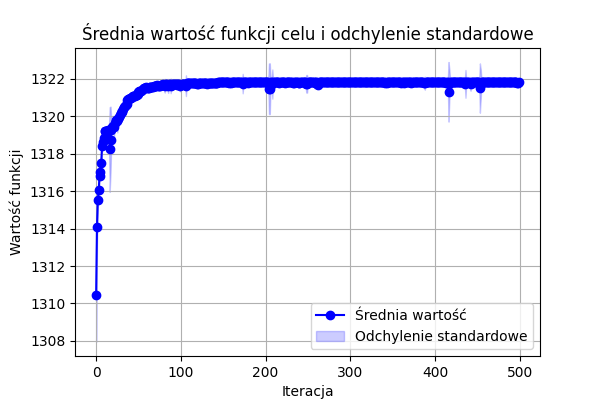 Średnia wartość funkcji celu i odchylenie standardowe
Wartość funkcji
1322
1320
1318
1316
1314
1312
1310
1308
0 100 200 300 400 500
Iteracja
Średnia wartość
Odchylenie standardowe